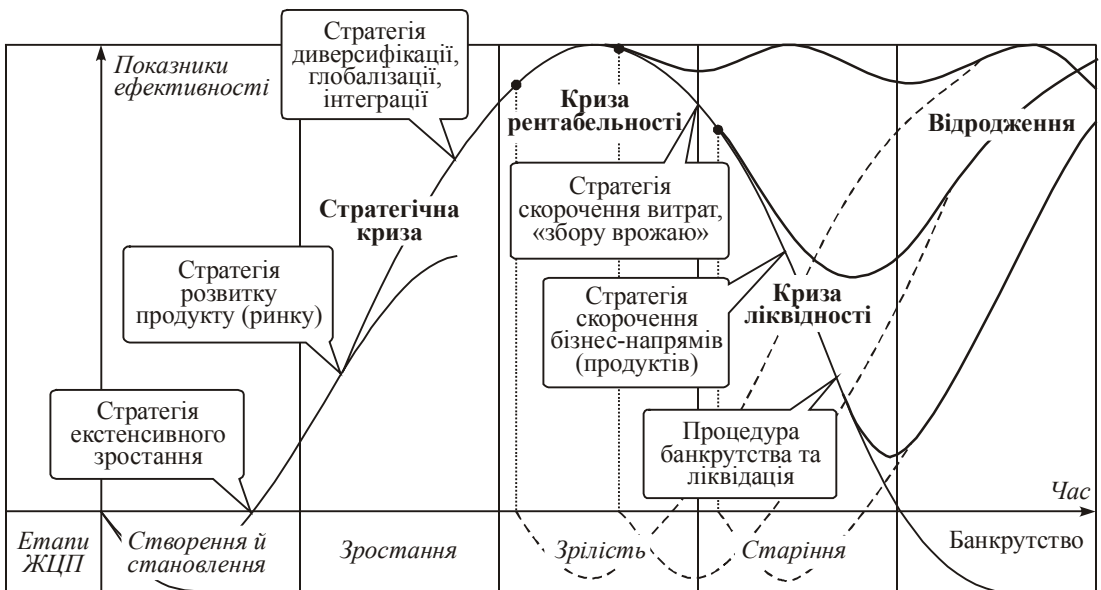 Показники
ефективності
Стратегія
диверсифікації,
глобалізації,
інтеграції
Криза
рентабельності
Відродження
Стратегічна
криза
Стратегія
скорочення витрат,
«збору врожаю»
Стратегія
розвитку
продукту (ринку)
Стратегія
скорочення
бізнес-напрямів
(продуктів)
Криза
ліквідності
Стратегія
екстенсивного
зростання
Процедура
банкрутства та
ліквідація
Час
Етапи
ЖЦП
Створення й
становлення
Зростання
Зрілість
Старіння
Банкрутство